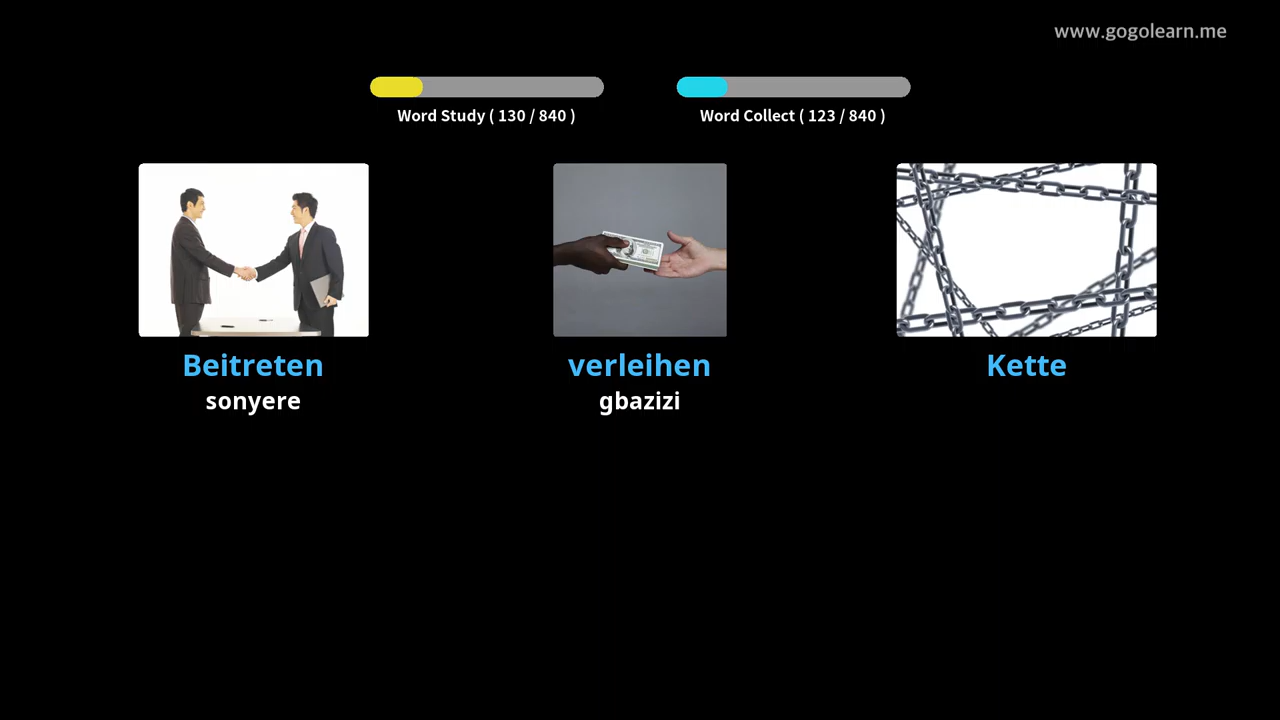 www.gogolearn.me
Word Study ( 130 / 840 )
Word Collect ( 123 / 840 )
Beitreten
sonyere
verleihen
gbazizi
Kette